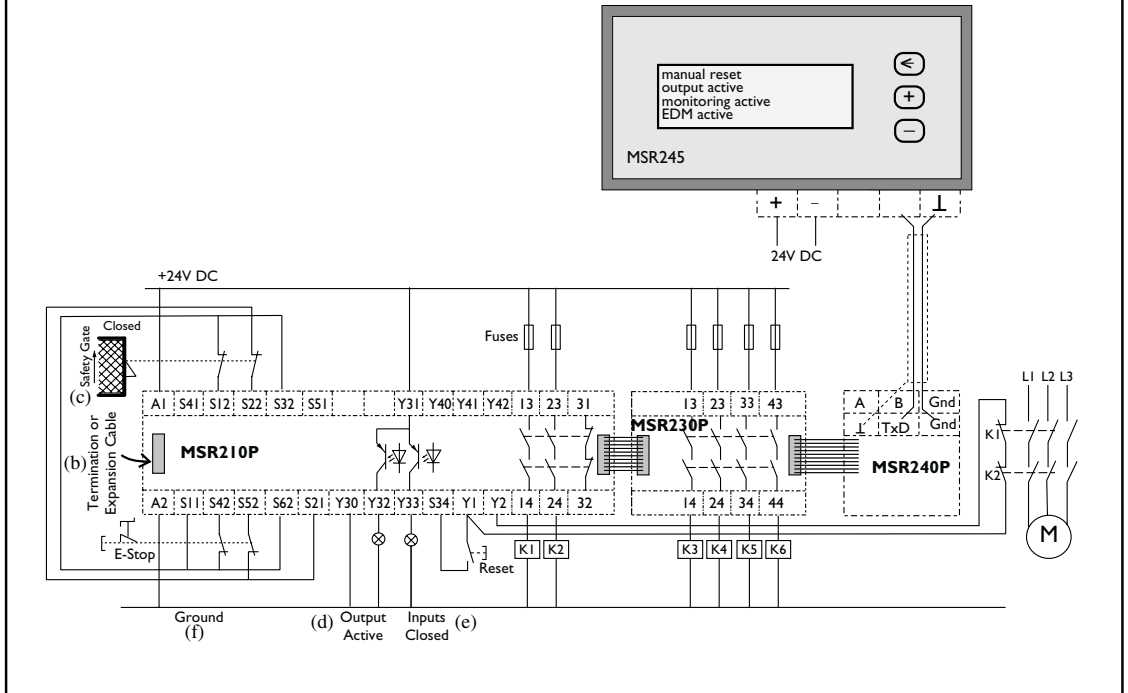 manual reset
output active
monitoring active
EDM active
MSR245
+ −
24V DC
+24V DC
Closed
Safety Gate
(c)
Fuses
L1 L2 L3
A1 S41 S12 S22 S32 S51 Y31 Y40 Y41 Y42 13 23 31
13 23 33 43
A B Gnd
TxD Gnd
K1
K2
Termination or
Expansion Cable
(b)
MSR210P
MSR230P
MSR240P
A2 S11 S42 S52 S62 S21 Y30 Y32 Y33 S34 Y1 Y2 14 24 32
14 24 34 44
M
E-Stop
K1 K2
K3 K4 K5 K6
Reset
Ground
(f)
(d) Output
Active
Inputs
Closed
(e)